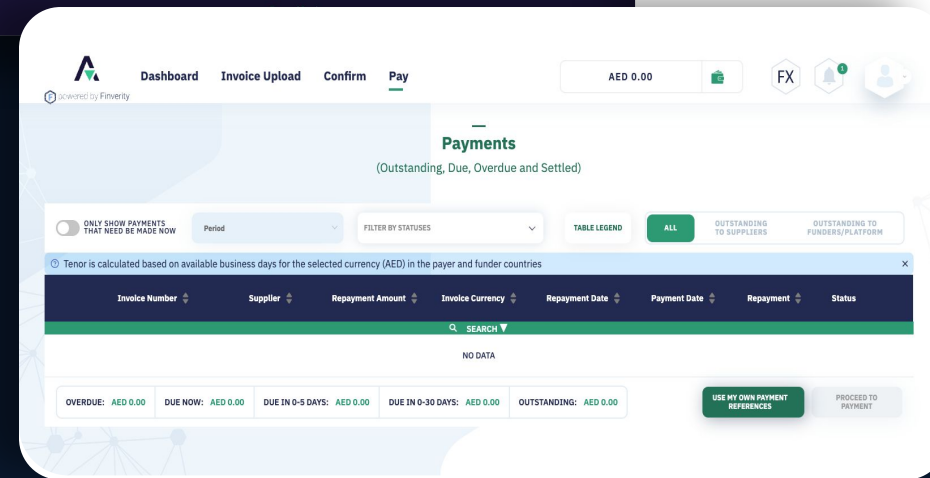 Dashboard Invoice Upload Confirm Pay
AED 0.00
FX
1
F powered by Finverity
Payments
(Outstanding, Due, Overdue and Settled)
ONLY SHOW PAYMENTS
THAT NEED BE MADE NOW
Period
FILTER BY STATUSES
TABLE LEGEND
ALL
OUTSTANDING
TO SUPPLIERS
OUTSTANDING TO
FUNDERS/PLATFORM
? Tenor is calculated based on available business days for the selected currency (AED) in the payer and funder countries
Invoice Number Supplier Repayment Amount Invoice Currency Repayment Date Payment Date Repayment Status
SEARCH
NO DATA
OVERDUE: AED 0.00 DUE NOW: AED 0.00 DUE IN 0-5 DAYS: AED 0.00 DUE IN 0-30 DAYS: AED 0.00 OUTSTANDING: AED 0.00
USE MY OWN PAYMENT
REFERENCES
PROCEED TO
PAYMENT